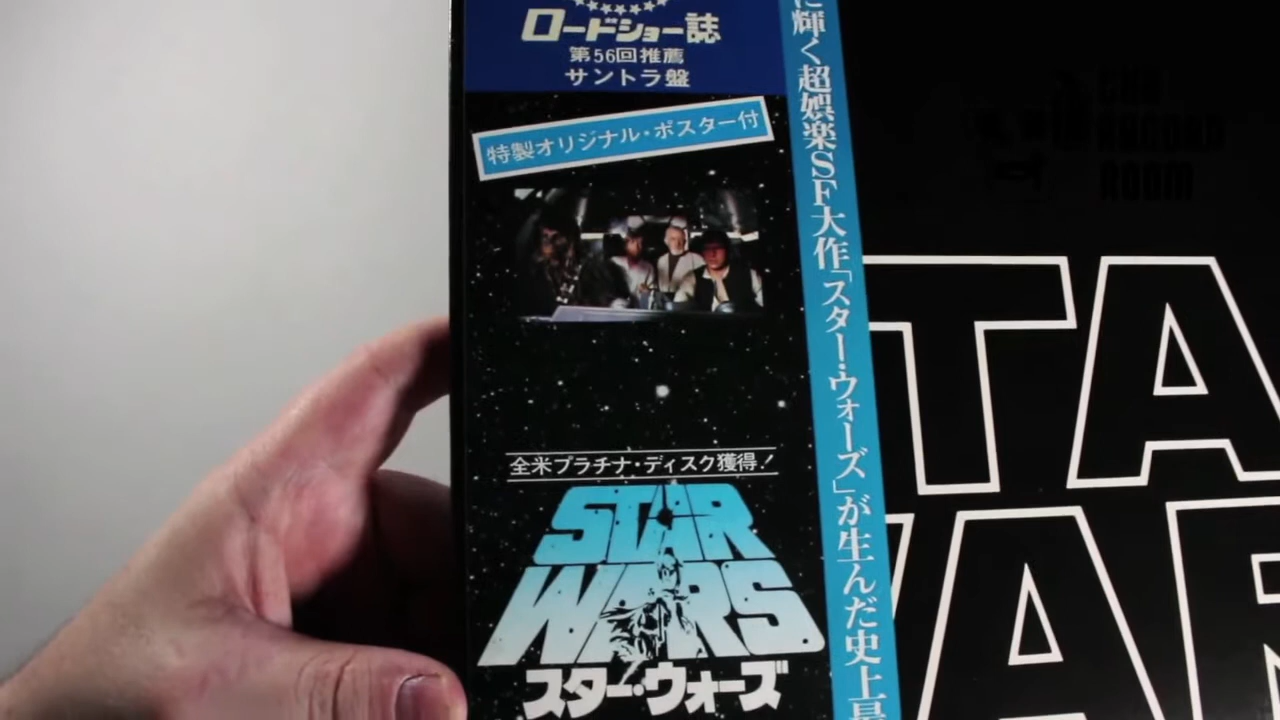 ロードショー誌
第56回推薦
サントラ盤
特製オリジナル・ポスター付
全米プラチナ・ディスク獲得!
STAR
WARS
スター・ウォーズ
に輝く超娯楽SF大作「スター・ウォーズ」が生んだ史上最
THE
RECORD
ROOM
TA
WAR